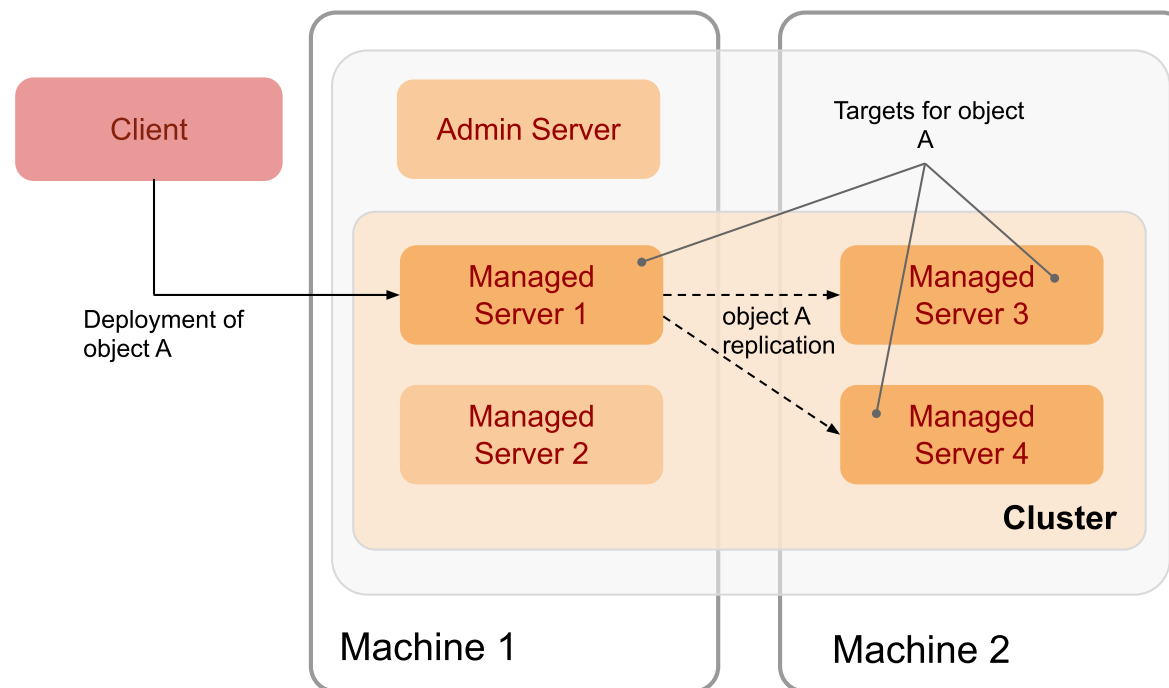 Client
Admin Server
Targets for object
A
Managed
Server 1
Managed
Server 3
Deployment of
object A
object A
replication
Managed
Server 2
Managed
Server 4
Cluster
Machine 1
Machine 2